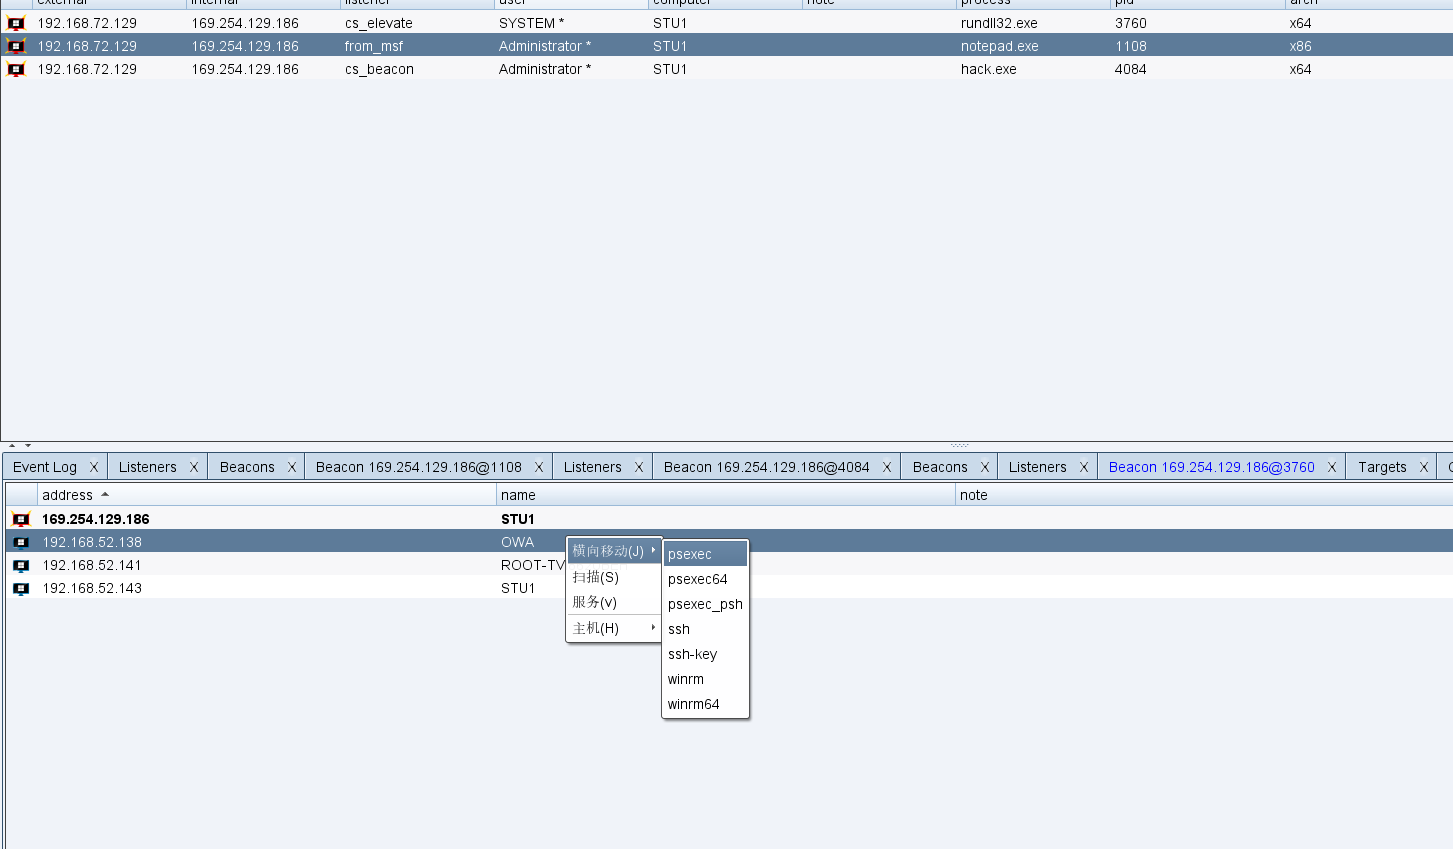 external internal listener user computer note process pid arch
192.168.72.129 169.254.129.186 cs_elevate SYSTEM * STU1 rundll32.exe 3760 x64
192.168.72.129 169.254.129.186 from_msf Administrator * STU1 notepad.exe 1108 x86
192.168.72.129 169.254.129.186 cs_beacon Administrator * STU1 hack.exe 4084 x64
Event Log X Listeners X Beacons X Beacon 169.254.129.186@1108 X Listeners X Beacon 169.254.129.186@4084 X Beacons X Listeners X Beacon 169.254.129.186@3760 X Targets X
address name note
169.254.129.186 STU1
192.168.52.138 OWA
192.168.52.141 ROOT-TV
192.168.52.143 STU1
横向移动(J)
扫描(S)
服务(v)
主机(H)
psexec
psexec64
psexec_psh
ssh
ssh-key
winrm
winrm64